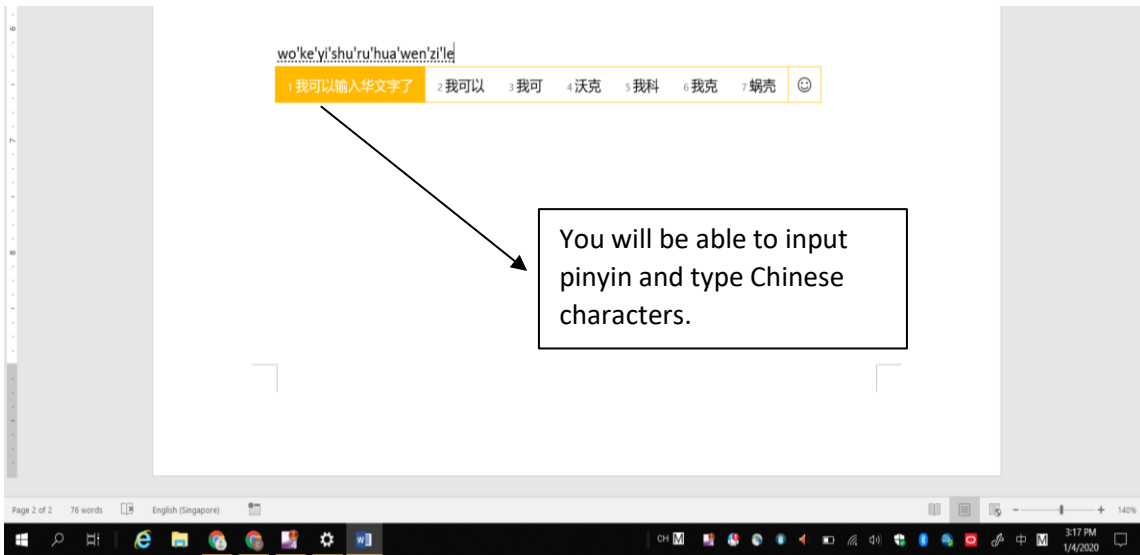 wo'ke'yi'shu'ru'hua'wen'zi'le
1 我可以输入华文字了 2 我可以 3 我可 4 沃克 5 我科 6 我克 7 蜗壳
You will be able to input
pinyin and type Chinese
characters.
6
7
8
Page 2 of 2 76 words English (Singapore) 140%
CH M 中 M 3:17 PM
1/4/2020